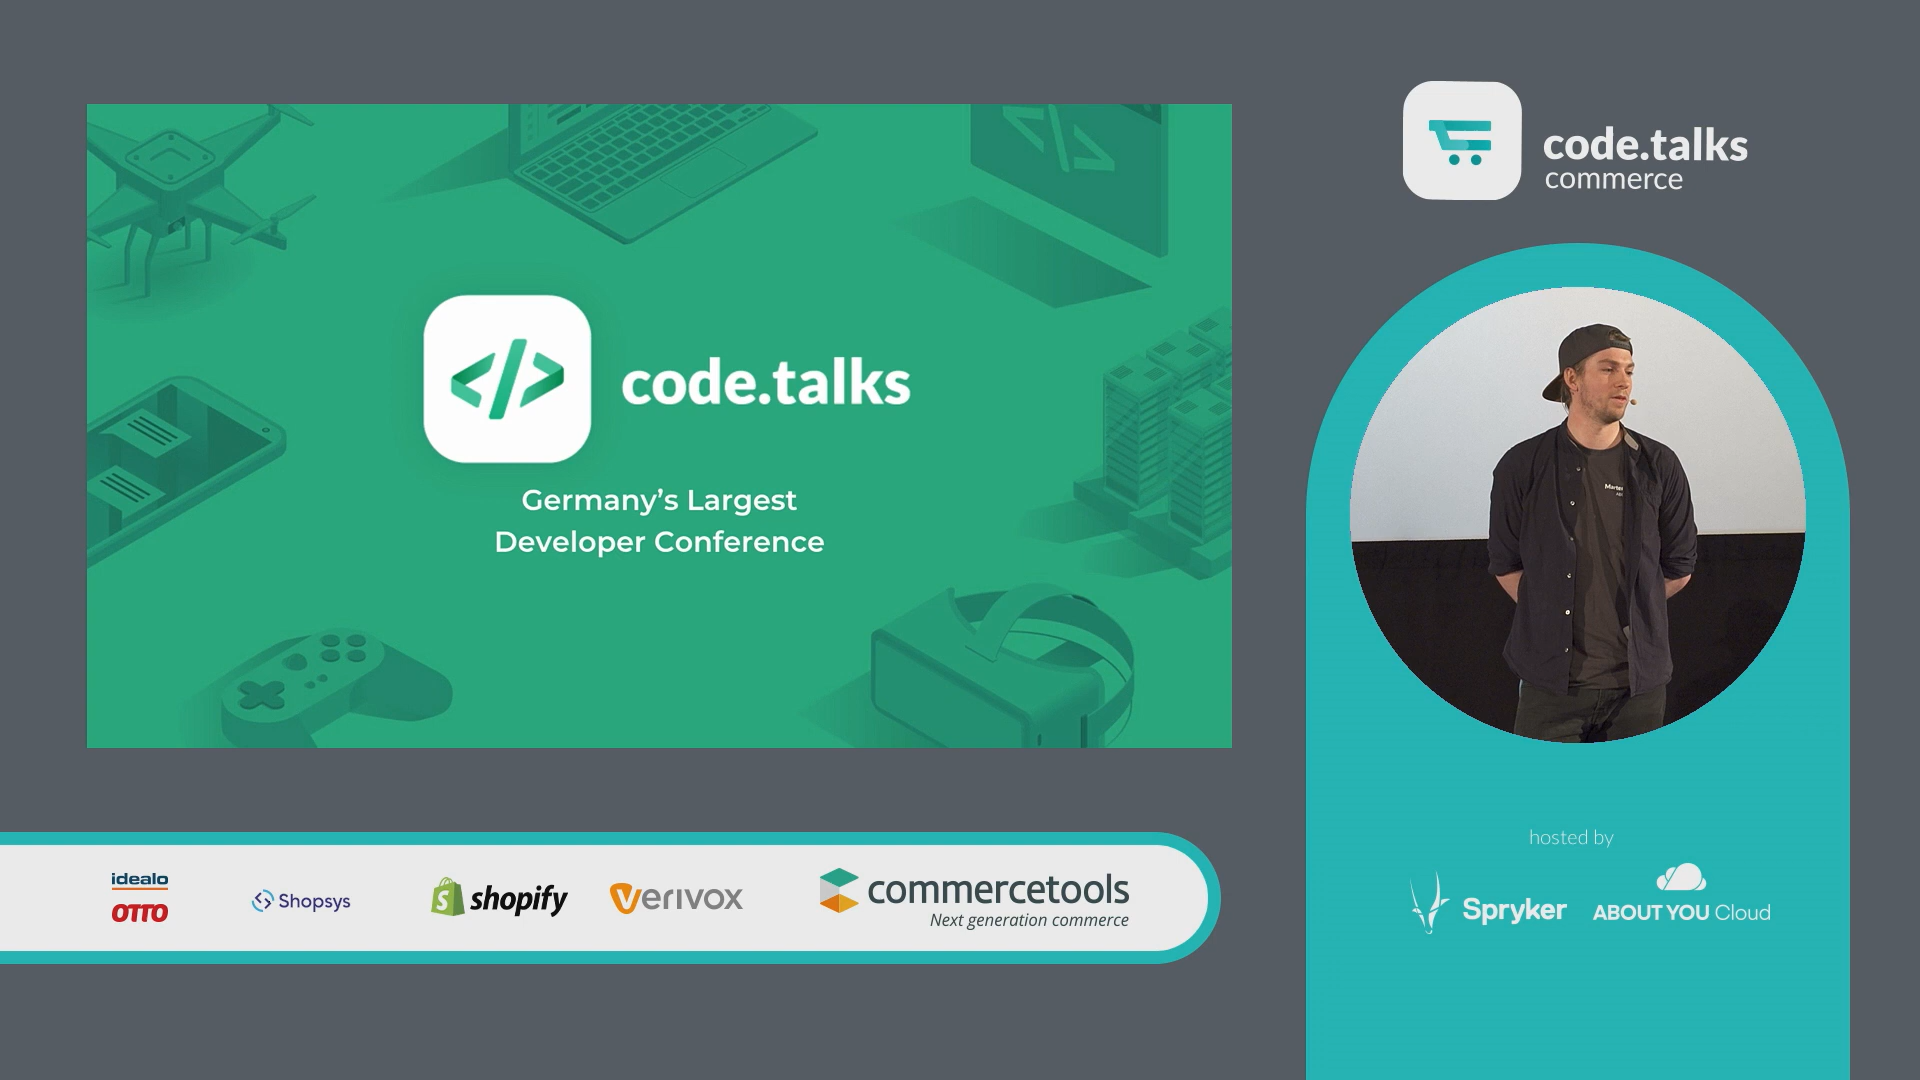 code.talks
Germany’s Largest
Developer Conference
code.talks
commerce
hosted by
Spryker
ABOUT YOU Cloud
idealo
OTTO
Shopsys
shopify
verivox
commercetools
Next generation commerce